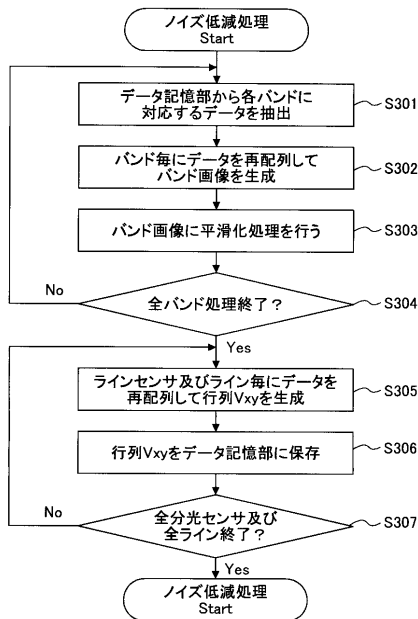 ノイズ低減処理
Start
データ記憶部から各バンドに
対応するデータを抽出
S301
バンド毎にデータを再配列して
バンド画像を生成
S302
バンド画像に平滑化処理を行う
S303
No
全バンド処理終了?
S304
Yes
ラインセンサ及びライン毎にデータを
再配列して行列Vxyを生成
S305
行列Vxyをデータ記憶部に保存
S306
No
全分光センサ及び
全ライン終了?
S307
Yes
ノイズ低減処理
Start